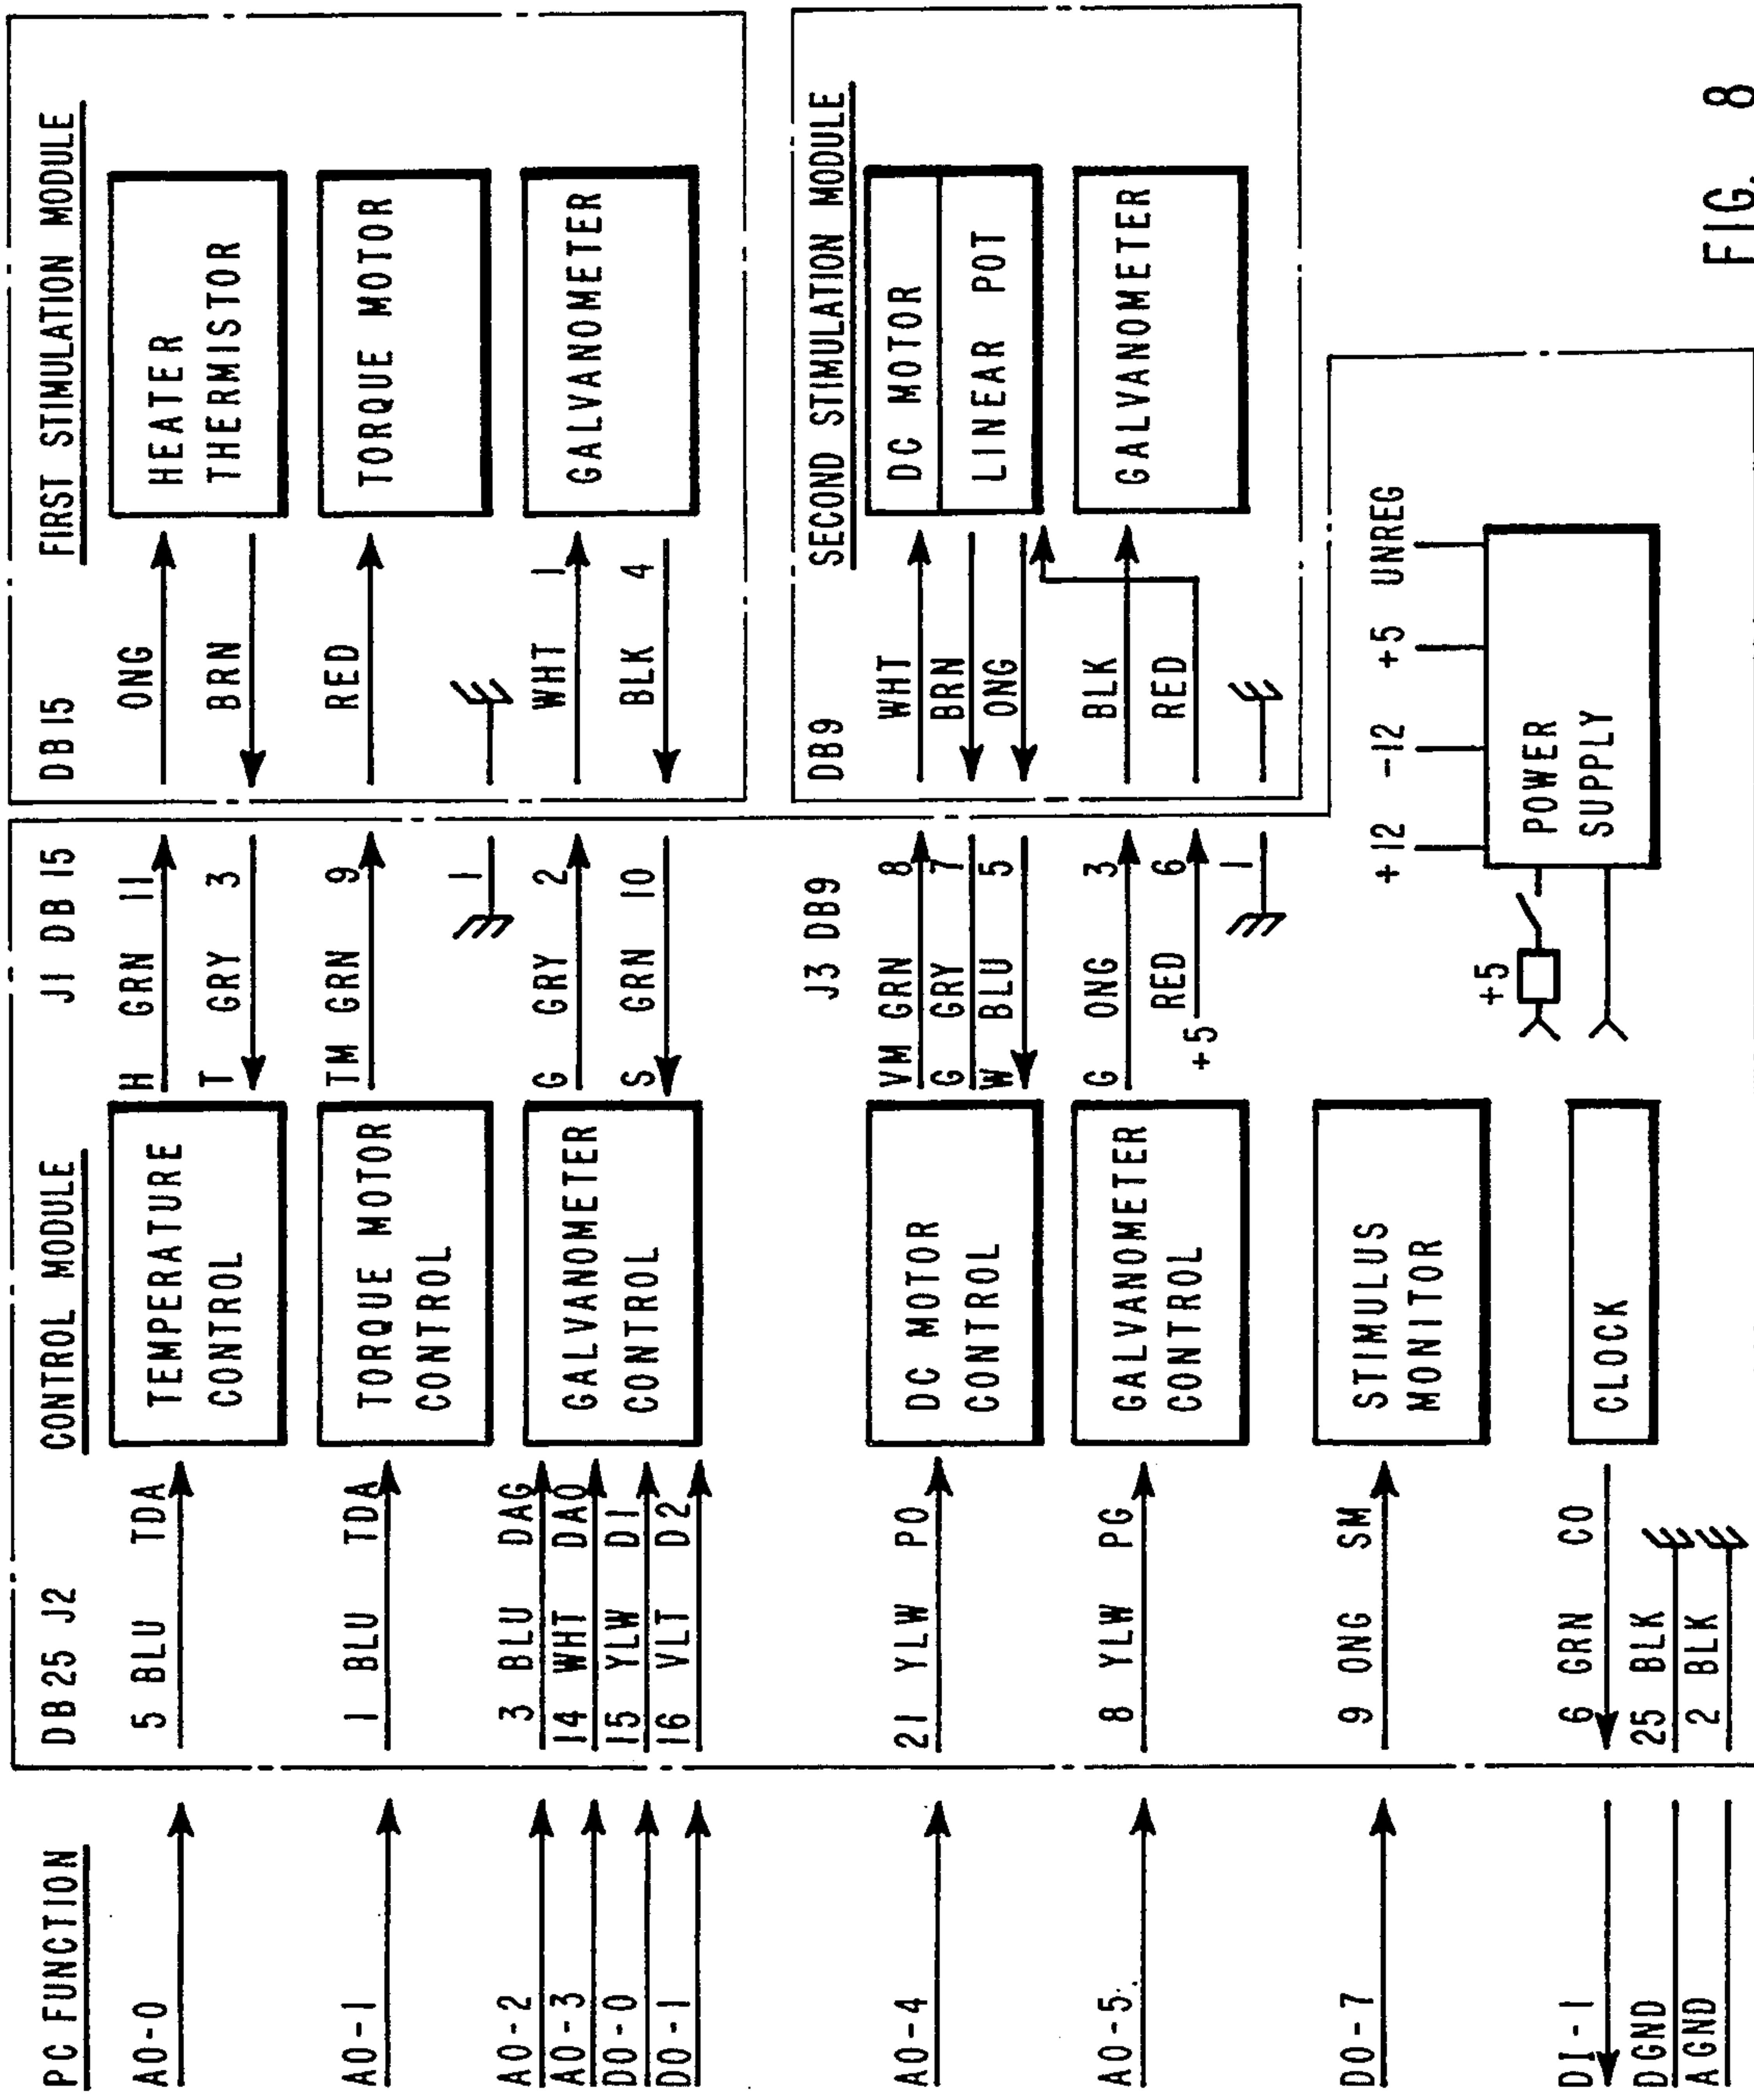 PC FUNCTION
AO-0
AO-1
AO-2
AO-3
DO-0
DO-1
AO-4
AO-5
DO-7
DI-1
DGND
AGND
DB25 J2
5 BLU TDA
1 BLU TDA
3 BLU DAG
14 WHT DAO
15 YLW D1
16 VLT D2
21 YLW PO
8 YLW PG
9 ONG SM
6 GRN CO
25 BLK
2 BLK
CONTROL MODULE
TEMPERATURE
CONTROL
TORQUE MOTOR
CONTROL
GALVANOMETER
CONTROL
DC MOTOR
CONTROL
GALVANOMETER
CONTROL
STIMULUS
MONITOR
CLOCK
J1 DB 15
H GRN 11
T GRY 3
TM GRN 9
1
G GRY 2
S GRN 10
J3 DB9
VM GRN 8
G GRY 7
W BLU 5
G ONG 3
RED 6
+5
1
+5
POWER
SUPPLY
+12 -12 +5 UNREG
DB15
FIRST STIMULATION MODULE
ONG
BRN
RED
WHT 1
BLK 4
HEATER
THERMISTOR
TORQUE MOTOR
GALVANOMETER
DB9
SECOND STIMULATION MODULE
WHT
BRN
ONG
BLK
RED
DC MOTOR
LINEAR POT
GALVANOMETER
FIG. 8